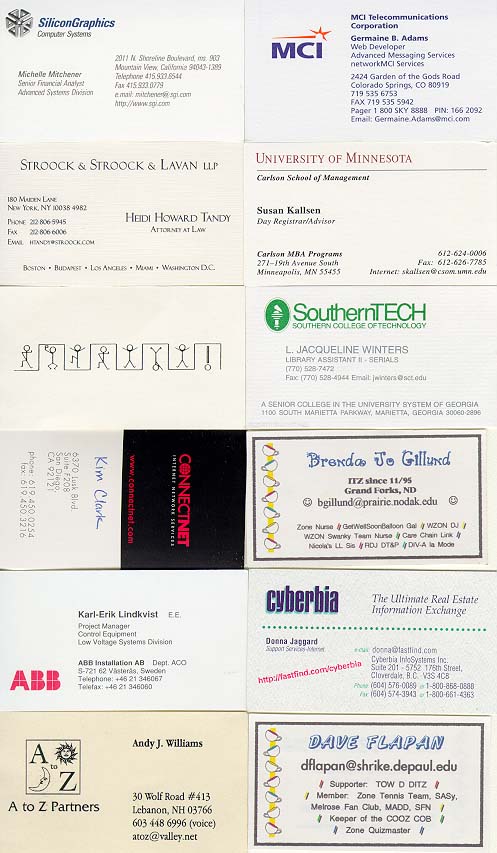 SiliconGraphics
Computer Systems
Michelle Mitchener
Senior Financial Analyst
Advanced Systems Division
2011 N. Shoreline Boulevard, ms. 903
Mountain View, California 94043-1389
Telephone 415.933.6544
Fax 415.933.0779
e.mail: mitchener@sgi.com
http://www.sgi.com
MCI
MCI Telecommunications
Corporation
Germaine B. Adams
Web Developer
Advanced Messaging Services
networkMCI Services
2424 Garden of the Gods Road
Colorado Springs, CO 80919
719 535 6753
FAX 719 535 5942
Pager 1 800 SKY 8888 PIN: 166 2092
Email: Germaine.Adams@mci.com
STROOCK & STROOCK & LAVAN LLP
180 MAIDEN LANE
NEW YORK, NY 10038 4982
PHONE 212-806-5945
FAX 212-806-6006
EMAIL HTANDY@STROOCK.COM
HEIDI HOWARD TANDY
ATTORNEY AT LAW
BOSTON • BUDAPEST • LOS ANGELES • MIAMI • WASHINGTON D.C.
UNIVERSITY OF MINNESOTA
Carlson School of Management
Susan Kallsen
Day Registrar/Advisor
Carlson MBA Programs
271-19th Avenue South
Minneapolis, MN 55455
612-624-0006
Fax: 612-626-7785
Internet: skallsen@csom.umn.edu
SouthernTECH
SOUTHERN COLLEGE OF TECHNOLOGY
L. JACQUELINE WINTERS
LIBRARY ASSISTANT II - SERIALS
(770) 528-7472
Fax: (770) 528-4944 Email: jwinters@sct.edu
A SENIOR COLLEGE IN THE UNIVERSITY SYSTEM OF GEORGIA
1100 SOUTH MARIETTA PARKWAY, MARIETTA, GEORGIA 30060-2896
CONNECTNET
INTERNET NETWORK SERVICES
www.connectnet.com
Kim Clark
6370 Lusk Blvd.
Suite F208
San Diego
CA 92121
phone: 619.450.0254
fax: 619.450.3216
Brenda Jo Gillund
ITZ since 11/95
Grand Forks, ND
bgillund@prairie.nodak.edu
Zone Nurse GetWellSoonBalloon Gal WZON DJ
WZON Swanky Team Nurse Care Chain Link
Nicola's LL Sis RDJ DT&P DIV-A la Mode
Karl-Erik Lindkvist E.E.
Project Manager
Control Equipment
Low Voltage Systems Division
ABB
ABB Installation AB Dept. ACO
S-721 62 Västerås, Sweden
Telephone: +46 21 346067
Telefax: +46 21 346060
cyberbia
The Ultimate Real Estate
Information Exchange
Donna Jaggard
Support Services-Internet
http://fastfind.com/cyberbia
e-mail: donna@fastfind.com
Cyberbia InfoSystems Inc.
Suite 201 - 5752 176th Street,
Cloverdale, B.C. V3S 4C8
Phone (604) 576-0089 or 1-800-868-0888
Fax (604) 574-3943 or 1-800-661-4363
A to Z
A to Z Partners
Andy J. Williams
30 Wolf Road #413
Lebanon, NH 03766
603 448 6996 (voice)
atoz@valley.net
DAVE FLAPAN
dflapan@shrike.depaul.edu
Supporter: TOW D DITZ
Member: Zone Tennis Team, SASy,
Melrose Fan Club, MADD, SFN
Keeper of the COOZ COB
Zone Quizmaster